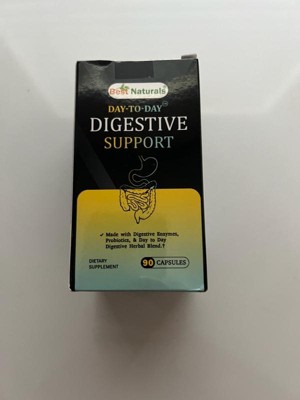 Best Naturals
DAY-TO-DAY
DIGESTIVE
SUPPORT
✓ Made with Digestive Enzymes,
Probiotics, & Day to Day
Digestive Herbal Blend.†
DIETARY
SUPPLEMENT
90 CAPSULES